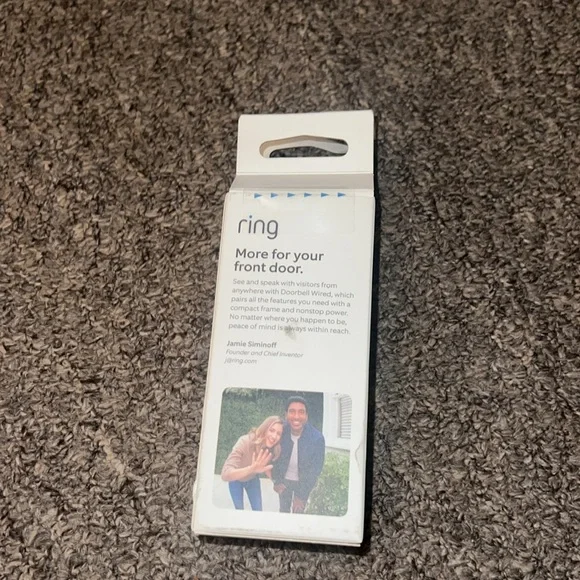 ring
More for your
front door.
See and speak with visitors from
anywhere with Doorbell Wired, which
pairs all the features you need with a
compact frame and nonstop power.
No matter where you happen to be,
peace of mind is always within reach.
Jamie Siminoff
Founder and Chief Inventor
j@ring.com